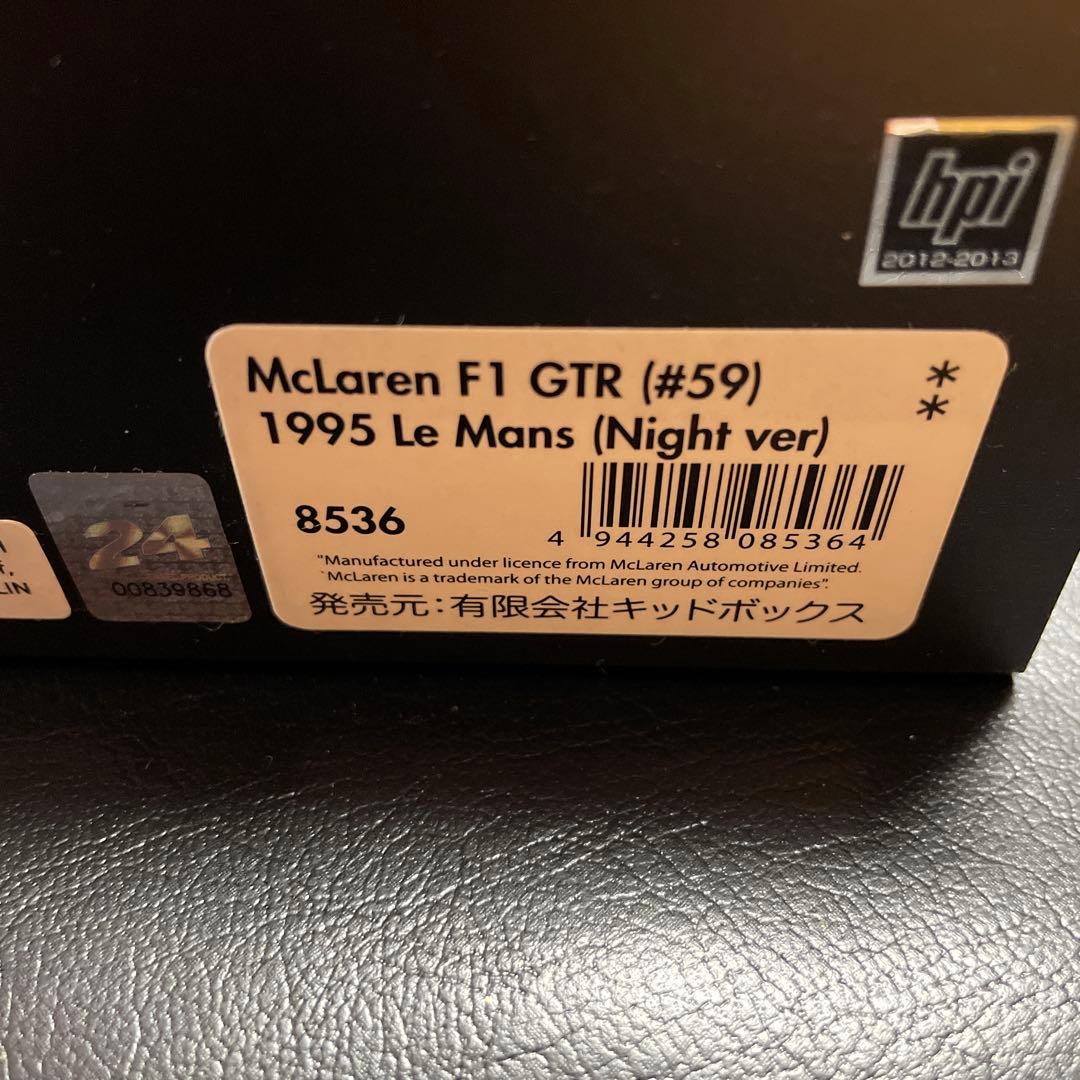 hpi
2012-2013
McLaren F1 GTR (#59)
1995 Le Mans (Night ver)
**
8536
4 944258 085364
"Manufactured under licence from McLaren Automotive Limited.
`McLaren is a trademark of the McLaren group of companies".
発売元：有限会社キッドボックス
24
00839868
LIN